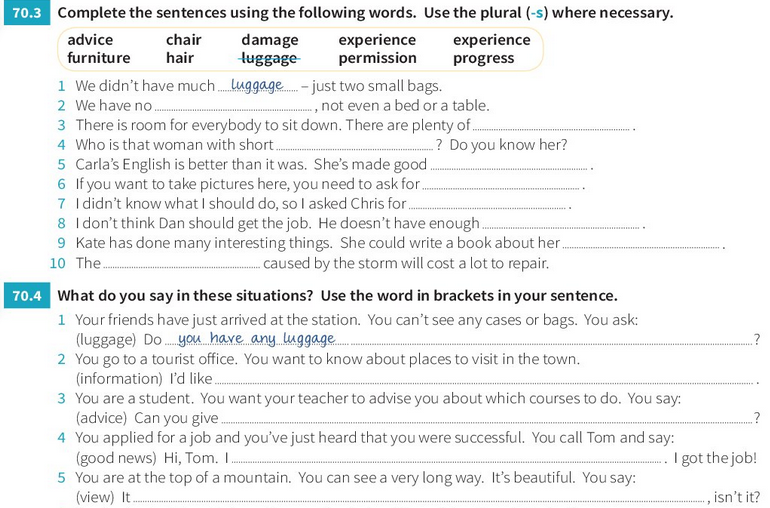 70.3 Complete the sentences using the following words. Use the plural (-s) where necessary.
advice chair damage experience experience
furniture hair luggage permission progress
1 We didn't have much luggage – just two small bags.
2 We have no , not even a bed or a table.
3 There is room for everybody to sit down. There are plenty of .
4 Who is that woman with short ? Do you know her?
5 Carla's English is better than it was. She's made good .
6 If you want to take pictures here, you need to ask for .
7 I didn't know what I should do, so I asked Chris for .
8 I don't think Dan should get the job. He doesn't have enough .
9 Kate has done many interesting things. She could write a book about her .
10 The caused by the storm will cost a lot to repair.
70.4 What do you say in these situations? Use the word in brackets in your sentence.
1 Your friends have just arrived at the station. You can't see any cases or bags. You ask:
(luggage) Do you have any luggage ?
2 You go to a tourist office. You want to know about places to visit in the town.
(information) I'd like .
3 You are a student. You want your teacher to advise you about which courses to do. You say:
(advice) Can you give ?
4 You applied for a job and you've just heard that you were successful. You call Tom and say:
(good news) Hi, Tom. I . I got the job!
5 You are at the top of a mountain. You can see a very long way. It's beautiful. You say:
(view) It , isn't it?